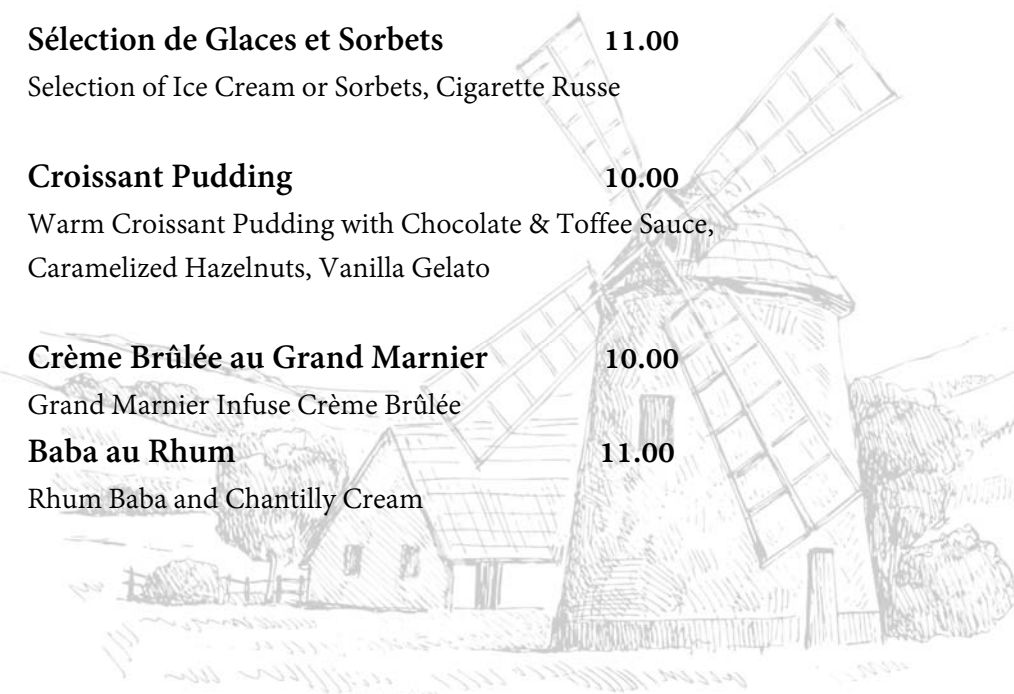 Sélection de Glaces et Sorbets 11.00
Selection of Ice Cream or Sorbets, Cigarette Russe
Croissant Pudding 10.00
Warm Croissant Pudding with Chocolate & Toffee Sauce,
Caramelized Hazelnuts, Vanilla Gelato
Crème Brûlée au Grand Marnier 10.00
Grand Marnier Infuse Crème Brûlée
Baba au Rhum 11.00
Rhum Baba and Chantilly Cream